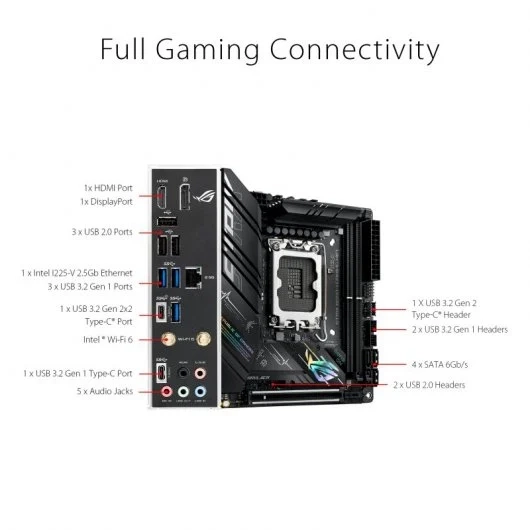 Full Gaming Connectivity
1x HDMI Port
1x DisplayPort
3 x USB 2.0 Ports
1 x Intel I225-V 2.5Gb Ethernet
3 x USB 3.2 Gen 1 Ports
1 x USB 3.2 Gen 2x2
Type-C® Port
Intel ® Wi-Fi 6
1 x USB 3.2 Gen 1 Type-C Port
5 x Audio Jacks
1 X USB 3.2 Gen 2
Type-C® Header
2 x USB 3.2 Gen 1 Headers
4 x SATA 6Gb/s
2 x USB 2.0 Headers
HDMI